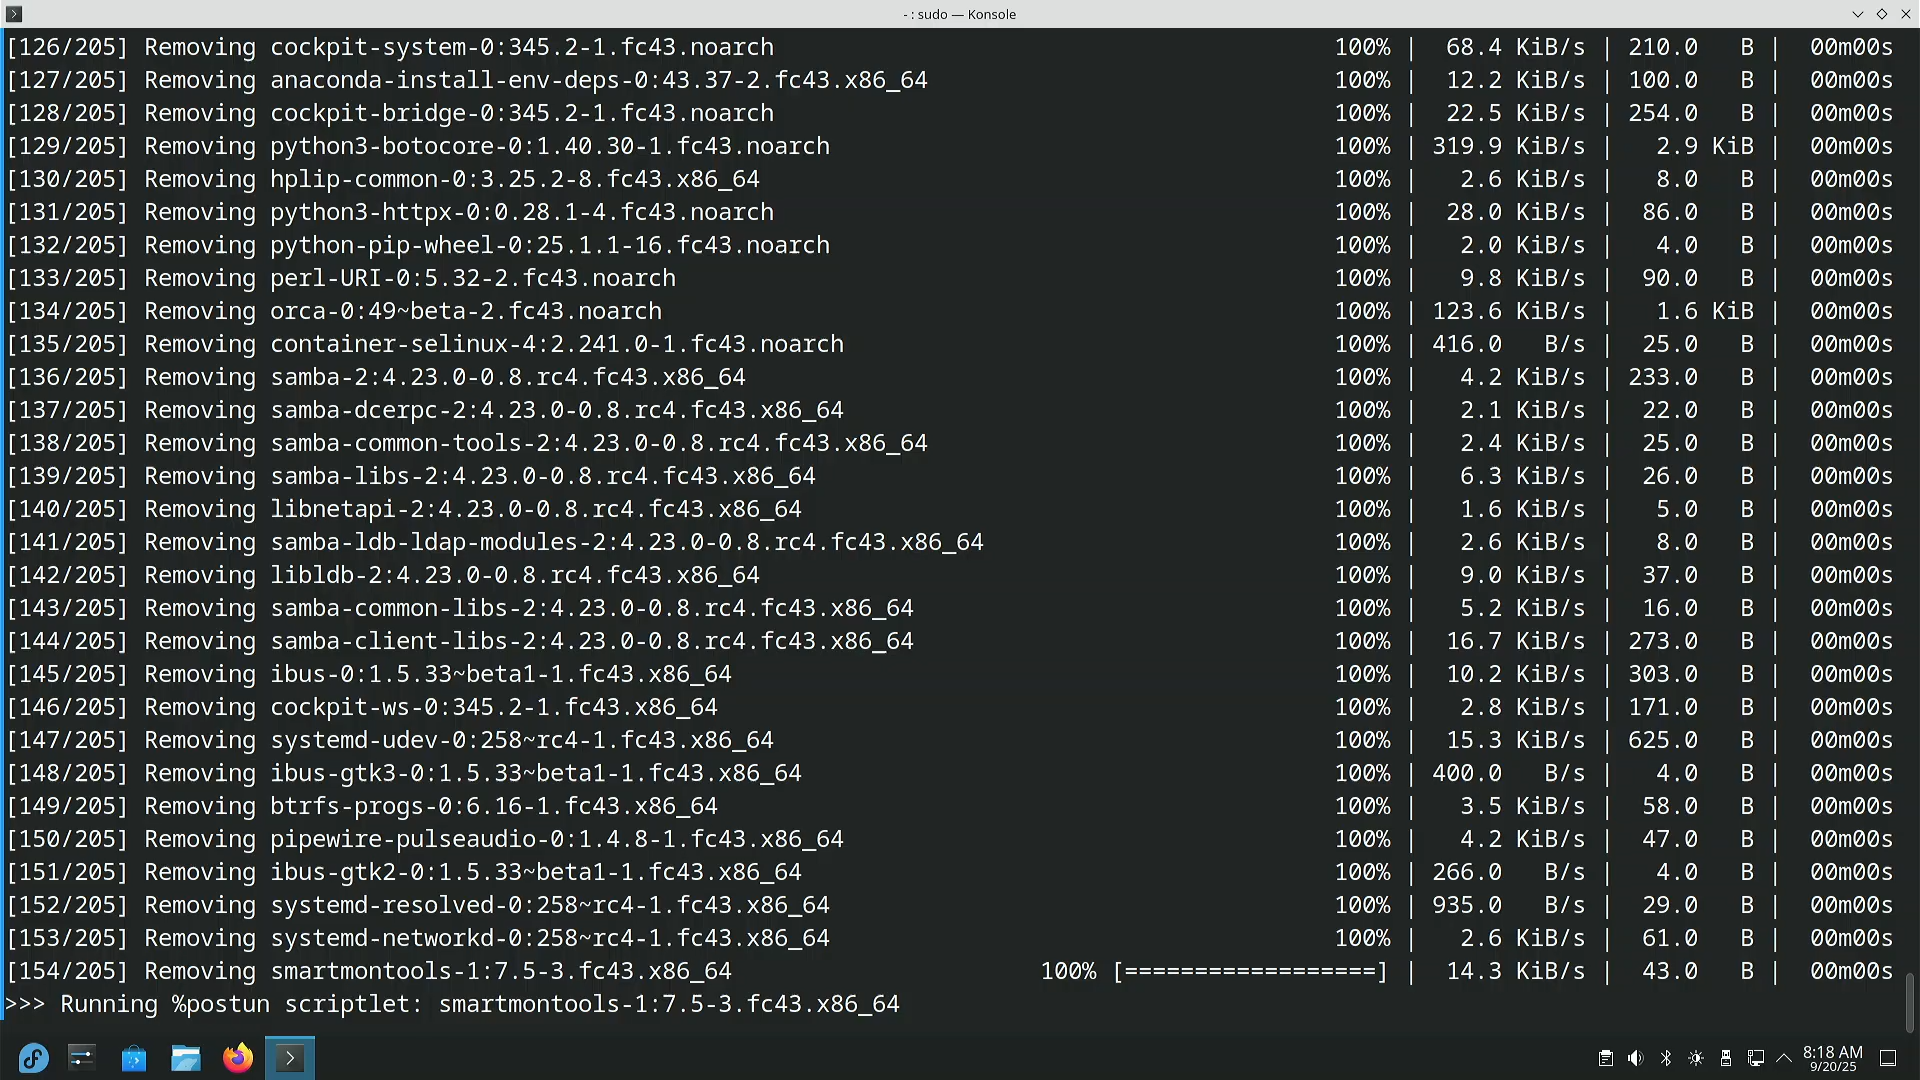 - : sudo — Konsole
[126/205] Removing cockpit-system-0:345.2-1.fc43.noarch 100% | 68.4 KiB/s | 210.0 B | 00m00s
[127/205] Removing anaconda-install-env-deps-0:43.37-2.fc43.x86_64 100% | 12.2 KiB/s | 100.0 B | 00m00s
[128/205] Removing cockpit-bridge-0:345.2-1.fc43.noarch 100% | 22.5 KiB/s | 254.0 B | 00m00s
[129/205] Removing python3-botocore-0:1.40.30-1.fc43.noarch 100% | 319.9 KiB/s | 2.9 KiB | 00m00s
[130/205] Removing hplip-common-0:3.25.2-8.fc43.x86_64 100% | 2.6 KiB/s | 8.0 B | 00m00s
[131/205] Removing python3-httpx-0:0.28.1-4.fc43.noarch 100% | 28.0 KiB/s | 86.0 B | 00m00s
[132/205] Removing python-pip-wheel-0:25.1.1-16.fc43.noarch 100% | 2.0 KiB/s | 4.0 B | 00m00s
[133/205] Removing perl-URI-0:5.32-2.fc43.noarch 100% | 9.8 KiB/s | 90.0 B | 00m00s
[134/205] Removing orca-0:49~beta-2.fc43.noarch 100% | 123.6 KiB/s | 1.6 KiB | 00m00s
[135/205] Removing container-selinux-4:2.241.0-1.fc43.noarch 100% | 416.0 B/s | 25.0 B | 00m00s
[136/205] Removing samba-2:4.23.0-0.8.rc4.fc43.x86_64 100% | 4.2 KiB/s | 233.0 B | 00m00s
[137/205] Removing samba-dcerpc-2:4.23.0-0.8.rc4.fc43.x86_64 100% | 2.1 KiB/s | 22.0 B | 00m00s
[138/205] Removing samba-common-tools-2:4.23.0-0.8.rc4.fc43.x86_64 100% | 2.4 KiB/s | 25.0 B | 00m00s
[139/205] Removing samba-libs-2:4.23.0-0.8.rc4.fc43.x86_64 100% | 6.3 KiB/s | 26.0 B | 00m00s
[140/205] Removing libnetapi-2:4.23.0-0.8.rc4.fc43.x86_64 100% | 1.6 KiB/s | 5.0 B | 00m00s
[141/205] Removing samba-ldb-ldap-modules-2:4.23.0-0.8.rc4.fc43.x86_64 100% | 2.6 KiB/s | 8.0 B | 00m00s
[142/205] Removing libldb-2:4.23.0-0.8.rc4.fc43.x86_64 100% | 9.0 KiB/s | 37.0 B | 00m00s
[143/205] Removing samba-common-libs-2:4.23.0-0.8.rc4.fc43.x86_64 100% | 5.2 KiB/s | 16.0 B | 00m00s
[144/205] Removing samba-client-libs-2:4.23.0-0.8.rc4.fc43.x86_64 100% | 16.7 KiB/s | 273.0 B | 00m00s
[145/205] Removing ibus-0:1.5.33~beta1-1.fc43.x86_64 100% | 10.2 KiB/s | 303.0 B | 00m00s
[146/205] Removing cockpit-ws-0:345.2-1.fc43.x86_64 100% | 2.8 KiB/s | 171.0 B | 00m00s
[147/205] Removing systemd-udev-0:258~rc4-1.fc43.x86_64 100% | 15.3 KiB/s | 625.0 B | 00m00s
[148/205] Removing ibus-gtk3-0:1.5.33~beta1-1.fc43.x86_64 100% | 400.0 B/s | 4.0 B | 00m00s
[149/205] Removing btrfs-progs-0:6.16-1.fc43.x86_64 100% | 3.5 KiB/s | 58.0 B | 00m00s
[150/205] Removing pipewire-pulseaudio-0:1.4.8-1.fc43.x86_64 100% | 4.2 KiB/s | 47.0 B | 00m00s
[151/205] Removing ibus-gtk2-0:1.5.33~beta1-1.fc43.x86_64 100% | 266.0 B/s | 4.0 B | 00m00s
[152/205] Removing systemd-resolved-0:258~rc4-1.fc43.x86_64 100% | 935.0 B/s | 29.0 B | 00m00s
[153/205] Removing systemd-networkd-0:258~rc4-1.fc43.x86_64 100% | 2.6 KiB/s | 61.0 B | 00m00s
[154/205] Removing smartmontools-1:7.5-3.fc43.x86_64 100% [==================] | 14.3 KiB/s | 43.0 B | 00m00s
>>> Running %postun scriptlet: smartmontools-1:7.5-3.fc43.x86_64
8:18 AM
9/20/25